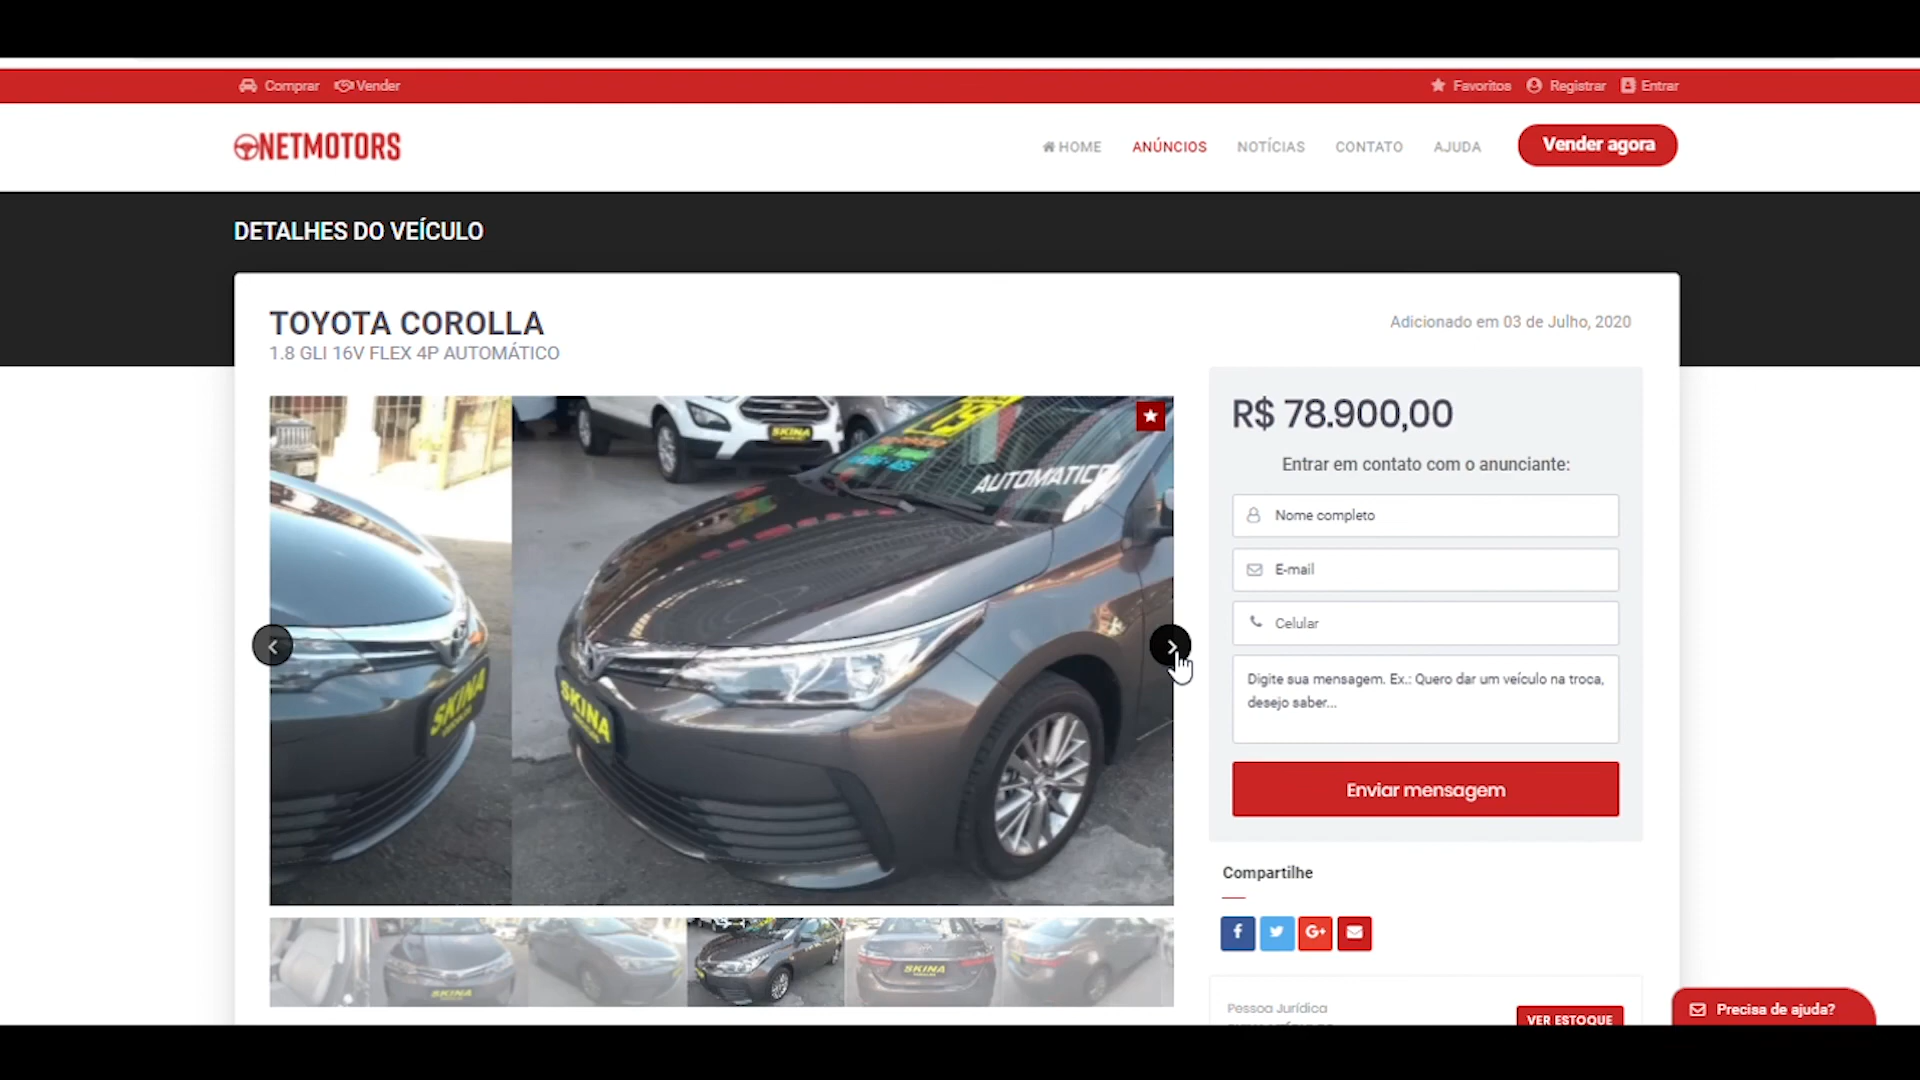 Comprar Vender
Favoritos Registrar Entrar
NETMOTORS
HOME ANÚNCIOS NOTÍCIAS CONTATO AJUDA Vender agora
DETALHES DO VEÍCULO
TOYOTA COROLLA
1.8 GLI 16V FLEX 4P AUTOMÁTICO
Adicionado em 03 de Julho, 2020
SKINA
AUTOMATICO
SKINA
SKINA
R$ 78.900,00
Entrar em contato com o anunciante:
Nome completo
E-mail
Celular
Digite sua mensagem. Ex.: Quero dar um veículo na troca,
desejo saber...
Enviar mensagem
Compartilhe
f
G+
SKINA
SKINA
Pessoa Jurídica
VER ESTOQUE
Precisa de ajuda?